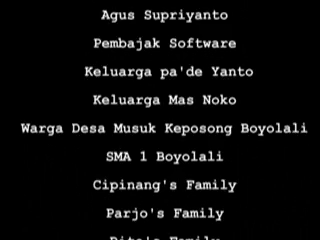 Agus Supriyanto
Pembajak Software
Keluarga pa'de Yanto
Keluarga Mas Noko
Warga Desa Musuk Keposong Boyolali
SMA 1 Boyolali
Cipinang's Family
Parjo's Family